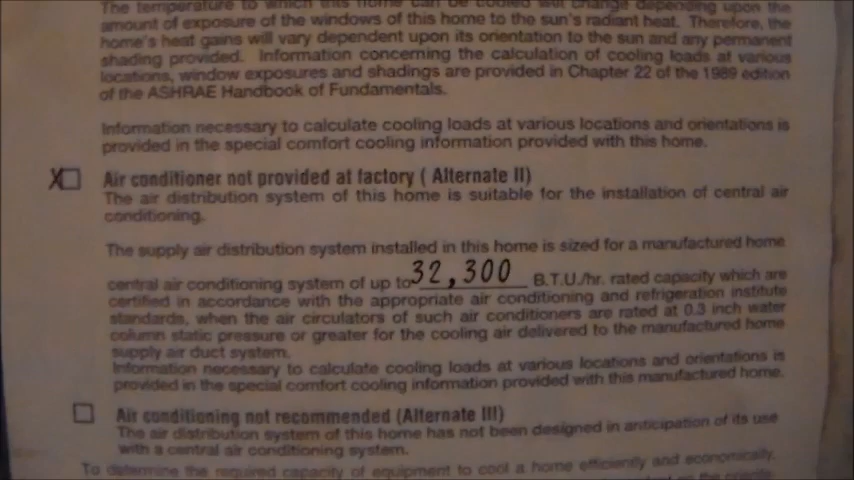 The temperature to which this home can be cooled will change depending upon the
amount of exposure of the windows of this home to the sun's radiant heat. Therefore, the
home's heat gains will vary dependent upon its orientation to the sun and any permanent
shading provided. Information concerning the calculation of cooling loads at various
locations, window exposures and shadings are provided in Chapter 22 of the 1989 edition
of the ASHRAE Handbook of Fundamentals.
Information necessary to calculate cooling loads at various locations and orientations is
provided in the special comfort cooling information provided with this home.
X Air conditioner not provided at factory ( Alternate II)
The air distribution system of this home is suitable for the installation of central air
conditioning.
The supply air distribution system installed in this home is sized for a manufactured home
central air conditioning system of up to 32,300 B.T.U./hr. rated capacity which are
certified in accordance with the appropriate air conditioning and refrigeration institute
standards, when the air circulators of such air conditioners are rated at 0.3 inch water
column static pressure or greater for the cooling air delivered to the manufactured home
supply air duct system.
Information necessary to calculate cooling loads at various locations and orientations is
provided in the special comfort cooling information provided with this manufactured home.
Air conditioning not recommended (Alternate III)
The air distribution system of this home has not been designed in anticipation of its use
with a central air conditioning system.
To determine the required capacity of equipment to cool a home efficiently and economically,